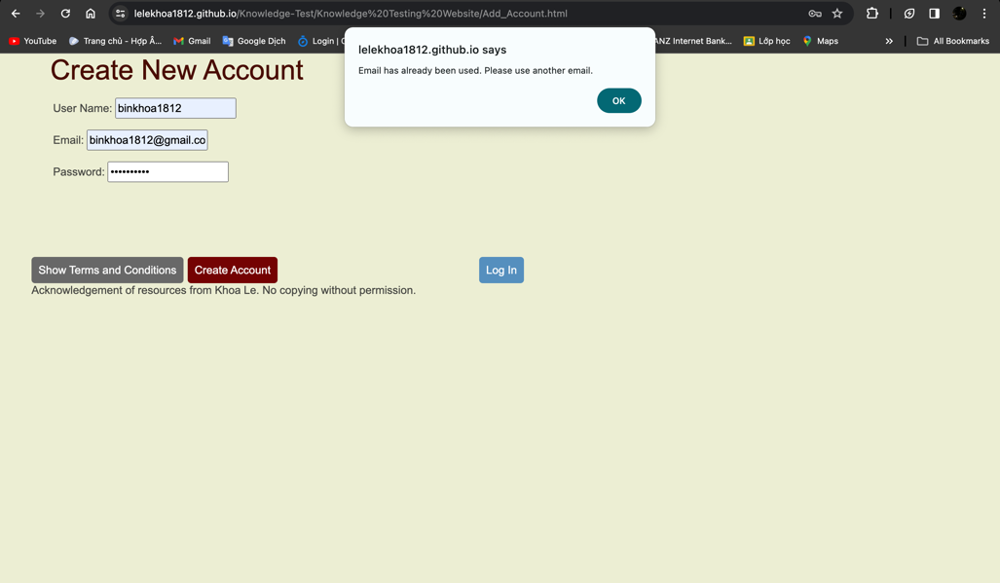 lelekhoa1812.github.io/Knowledge-Test/Knowledge%20Testing%20Website/Add_Account.html
YouTube Trang chủ - Hợp Â... Gmail Google Dịch Login | C ANZ Internet Bank... Lớp học Maps » All Bookmarks
lelekhoa1812.github.io says
Email has already been used. Please use another email.
OK
Create New Account
User Name: binkhoa1812
Email: binkhoa1812@gmail.co
Password: ••••••••••
Show Terms and Conditions Create Account Log In
Acknowledgement of resources from Khoa Le. No copying without permission.